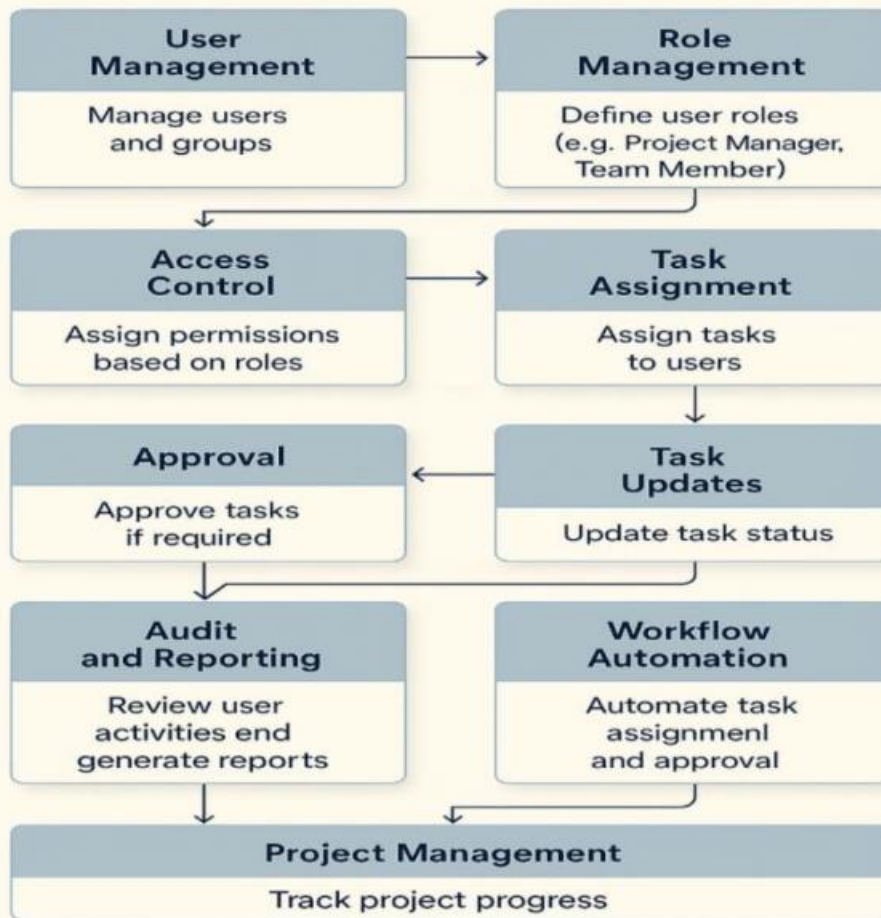 User
Management
Manage users
and groups
Role
Management
Define user roles
(e.g. Project Manager,
Team Member)
Access
Control
Assign permissions
based on roles
Task
Assignment
Assign tasks
to users
Approval
Approve tasks
if required
Task
Updates
Update task status
Audit
and Reporting
Review user
activities end
generate reports
Workflow
Automation
Automate task
assignmenl
and approval
Project Management
Track project progress